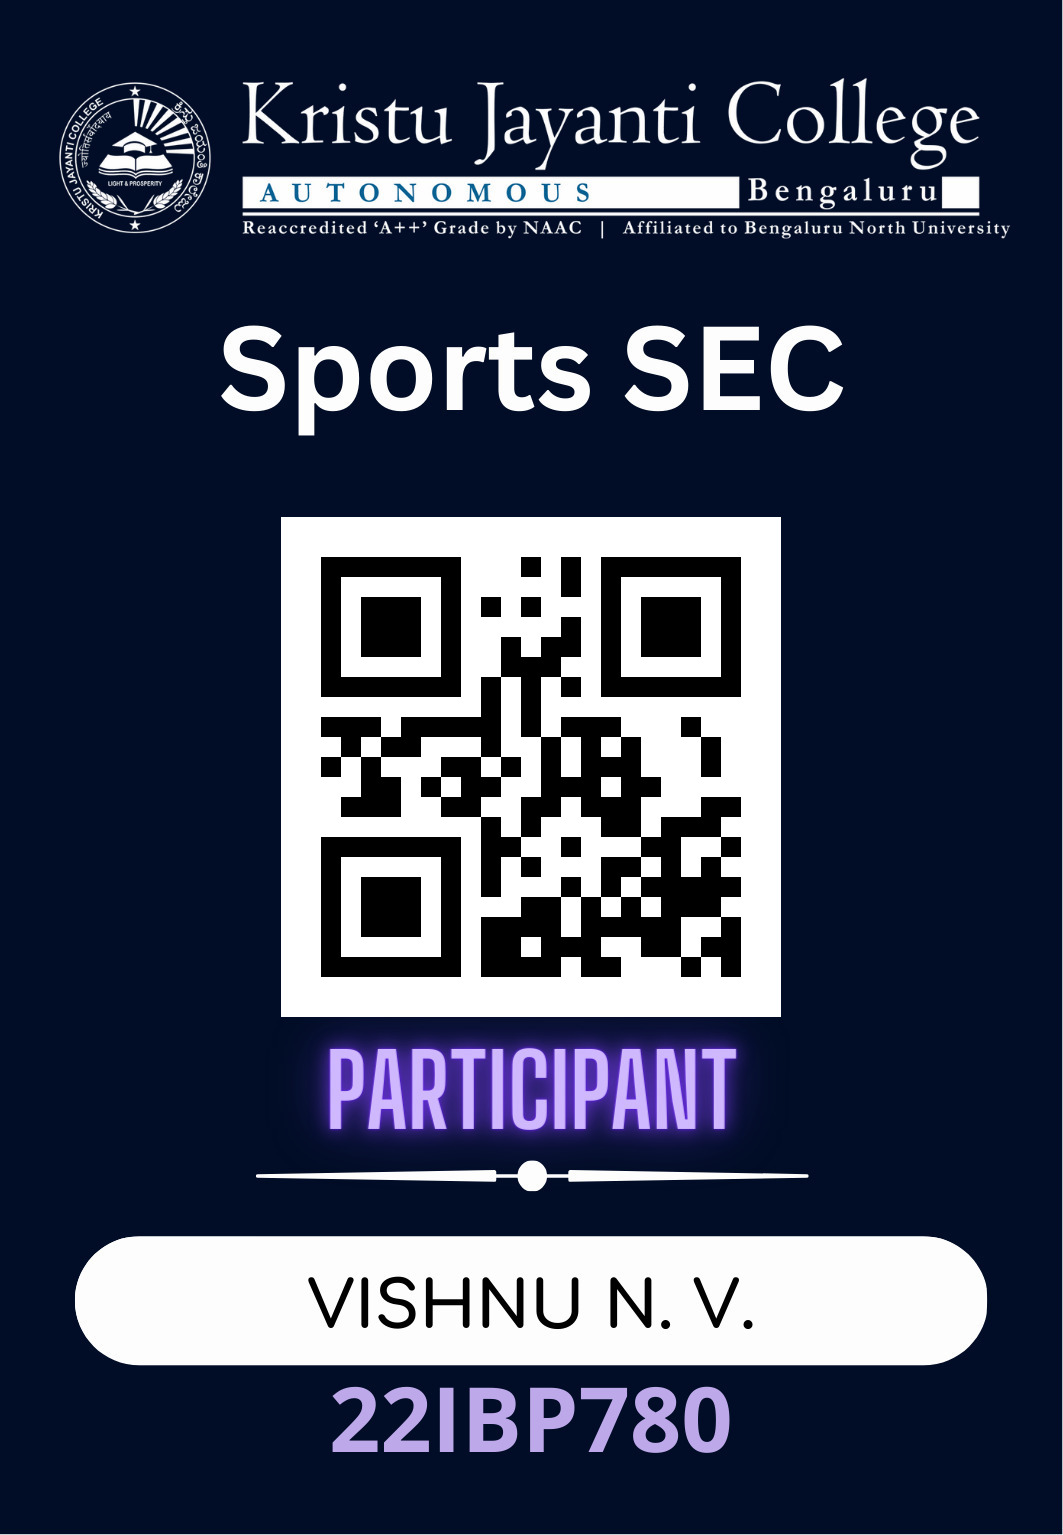 Kristu Jayanti College
AUTONOMOUS Bengaluru
Reaccredited ‘A++’ Grade by NAAC | Affiliated to Bengaluru North University
KRISTU JAYANTI COLLEGE
ಕ್ರಿಸ್ತು ಜಯಂತಿ ಕಾಲೇಜು
LIGHT & PROSPERITY
Sports SEC
PARTICIPANT
VISHNU N. V.
22IBP780